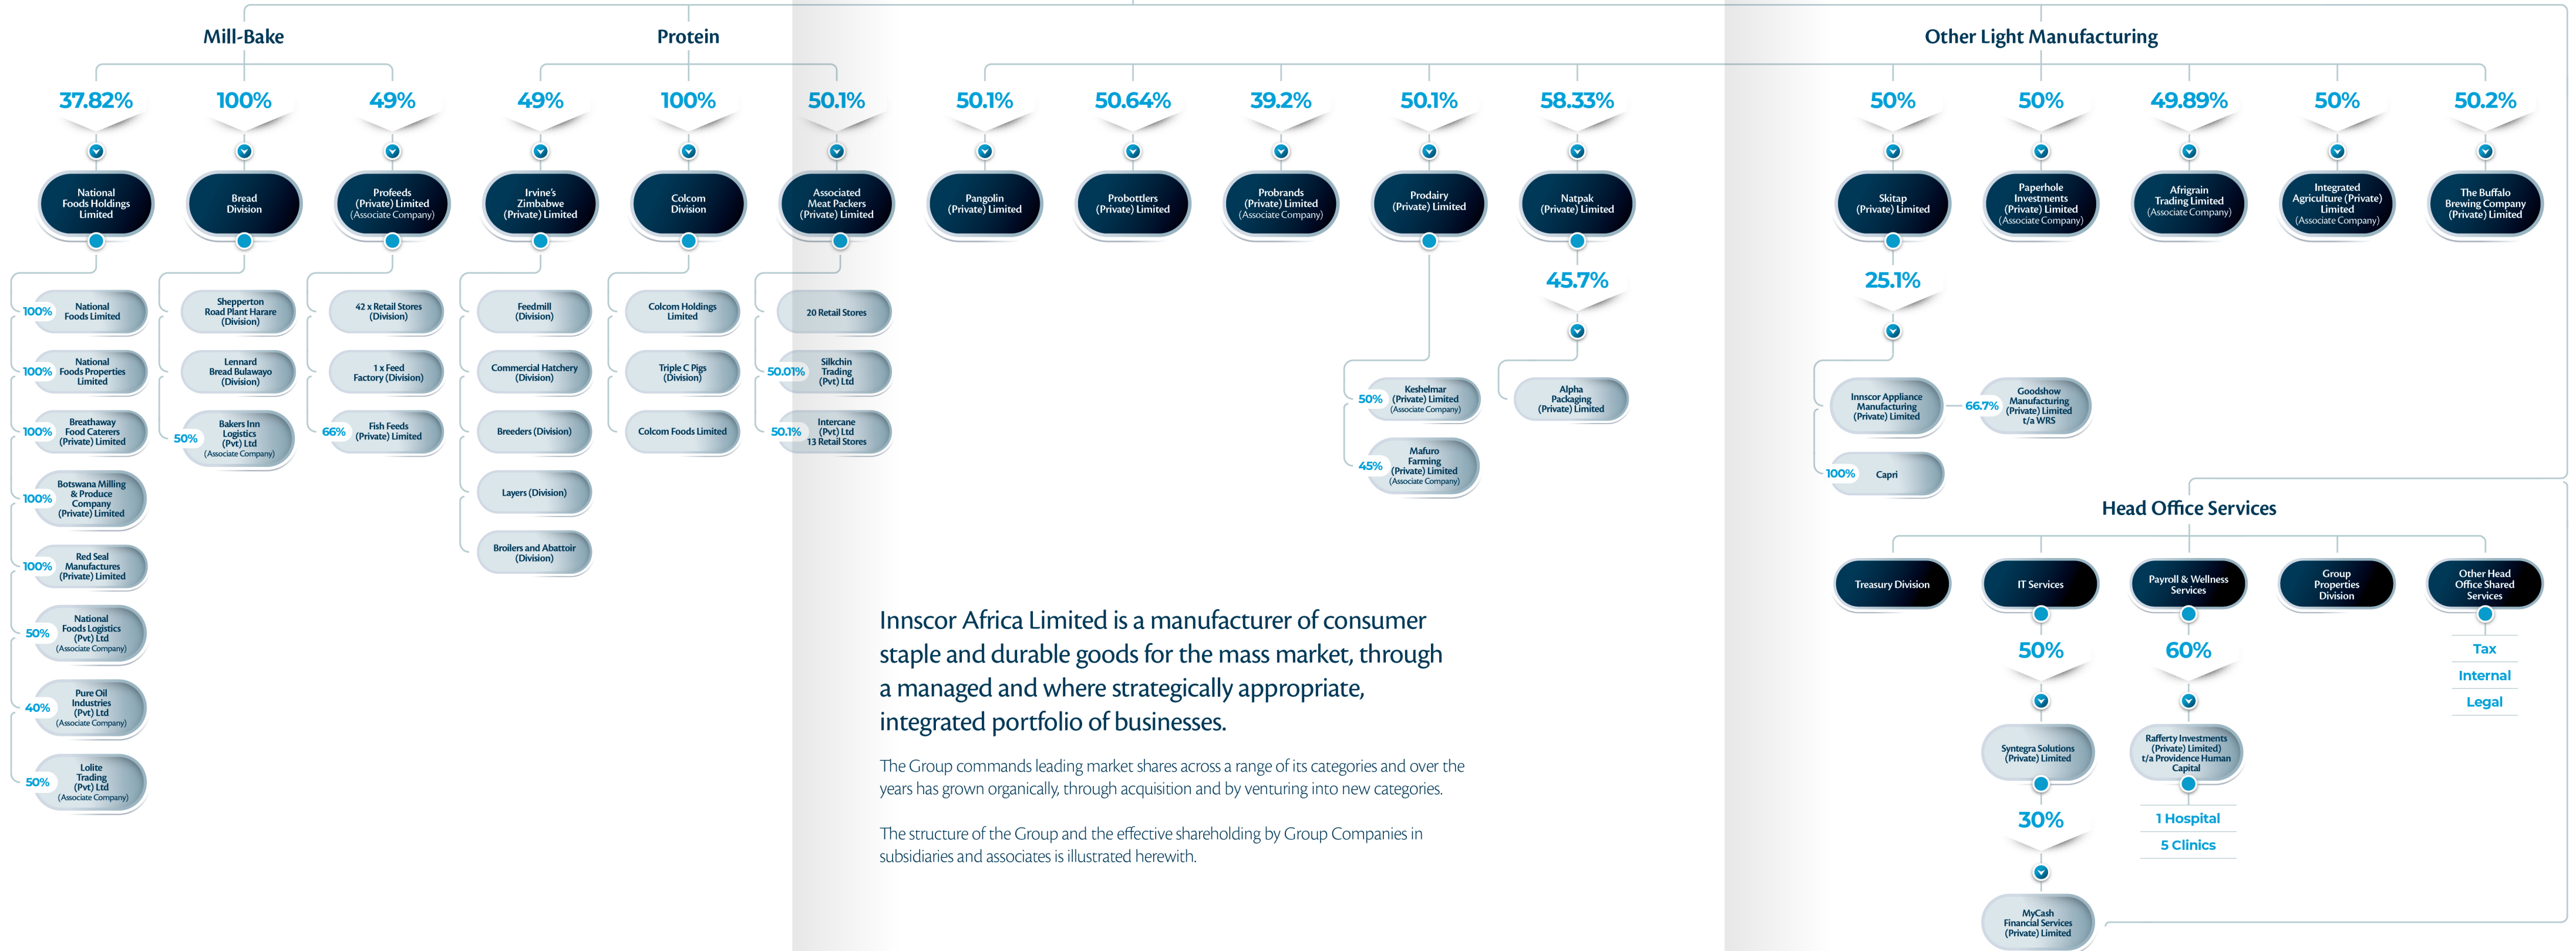 Mill-Bake
Protein
Other Light Manufacturing
37.82%
100%
49%
49%
100%
50.1%
50.1%
50.64%
39.2%
50.1%
58.33%
50%
50%
49.89%
50%
50.2%
National
Foods Holdings
Limited
Bread
Division
Profeeds
(Private) Limited
(Associate Company)
Irvine's
Zimbabwe
(Private) Limited
Colcom
Division
Associated
Meat Packers
(Private) Limited
Pangolin
(Private) Limited
Probottlers
(Private) Limited
Probrands
(Private) Limited
(Associate Company)
Prodairy
(Private) Limited
Natpak
(Private) Limited
Skitap
(Private) Limited
Paperhole
Investments
(Private) Limited
(Associate Company)
Afrigrain
Trading Limited
(Associate Company)
Integrated
Agriculture (Private)
Limited
(Associate Company)
The Buffalo
Brewing Company
(Private) Limited
100%
National
Foods Limited
100%
National
Foods Properties
Limited
100%
Breathaway
Food Caterers
(Private) Limited
100%
Botswana Milling
& Produce
Company
(Private) Limited
100%
Red Seal
Manufactures
(Private) Limited
50%
National
Foods Logistics
(Pvt) Ltd
(Associate Company)
40%
Pure Oil
Industries
(Pvt) Ltd
(Associate Company)
50%
Lolite
Trading
(Pvt) Ltd
(Associate Company)
Shepperton
Road Plant Harare
(Division)
Lennard
Bread Bulawayo
(Division)
50%
Bakers Inn
Logistics
(Pvt) Ltd
(Associate Company)
42 x Retail Stores
(Division)
1 x Feed
Factory (Division)
66%
Fish Feeds
(Private) Limited
Feedmill
(Division)
Commercial Hatchery
(Division)
Breeders (Division)
Layers (Division)
Broilers and Abattoir
(Division)
Colcom Holdings
Limited
Triple C Pigs
(Division)
Colcom Foods Limited
20 Retail Stores
50.01%
Silkchin
Trading
(Pvt) Ltd
50.1%
Intercane
(Pvt) Ltd
13 Retail Stores
50%
Keshelmar
(Private) Limited
(Associate Company)
45%
Mafuro
Farming
(Private) Limited
(Associate Company)
45.7%
Alpha
Packaging
(Private) Limited
25.1%
Innscor Appliance
Manufacturing
(Private) Limited
66.7%
Goodshow
Manufacturing
(Private) Limited
t/a WRS
100%
Capri
Head Office Services
Treasury Division
IT Services
Payroll & Wellness
Services
Group
Properties
Division
Other Head
Office Shared
Services
50%
Syntegra Solutions
(Private) Limited
30%
MyCash
Financial Services
(Private) Limited
60%
Rafferty Investments
(Private) Limited)
t/a Providence Human
Capital
1 Hospital
5 Clinics
Tax
Internal
Legal
Innscor Africa Limited is a manufacturer of consumer
staple and durable goods for the mass market, through
a managed and where strategically appropriate,
integrated portfolio of businesses.
The Group commands leading market shares across a range of its categories and over the
years has grown organically, through acquisition and by venturing into new categories.
The structure of the Group and the effective shareholding by Group Companies in
subsidiaries and associates is illustrated herewith.